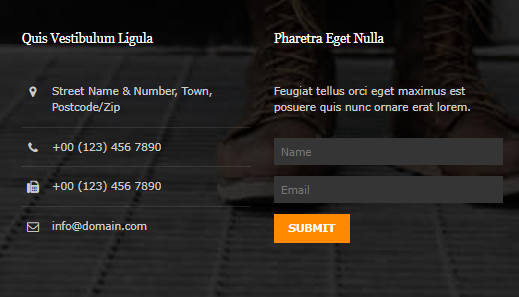 Quis Vestibulum Ligula
Street Name & Number, Town,
Postcode/Zip
+00 (123) 456 7890
+00 (123) 456 7890
info@domain.com
Pharetra Eget Nulla
Feugiat tellus orci eget maximus est
posuere quis nunc ornare erat lorem.
Name
Email
SUBMIT